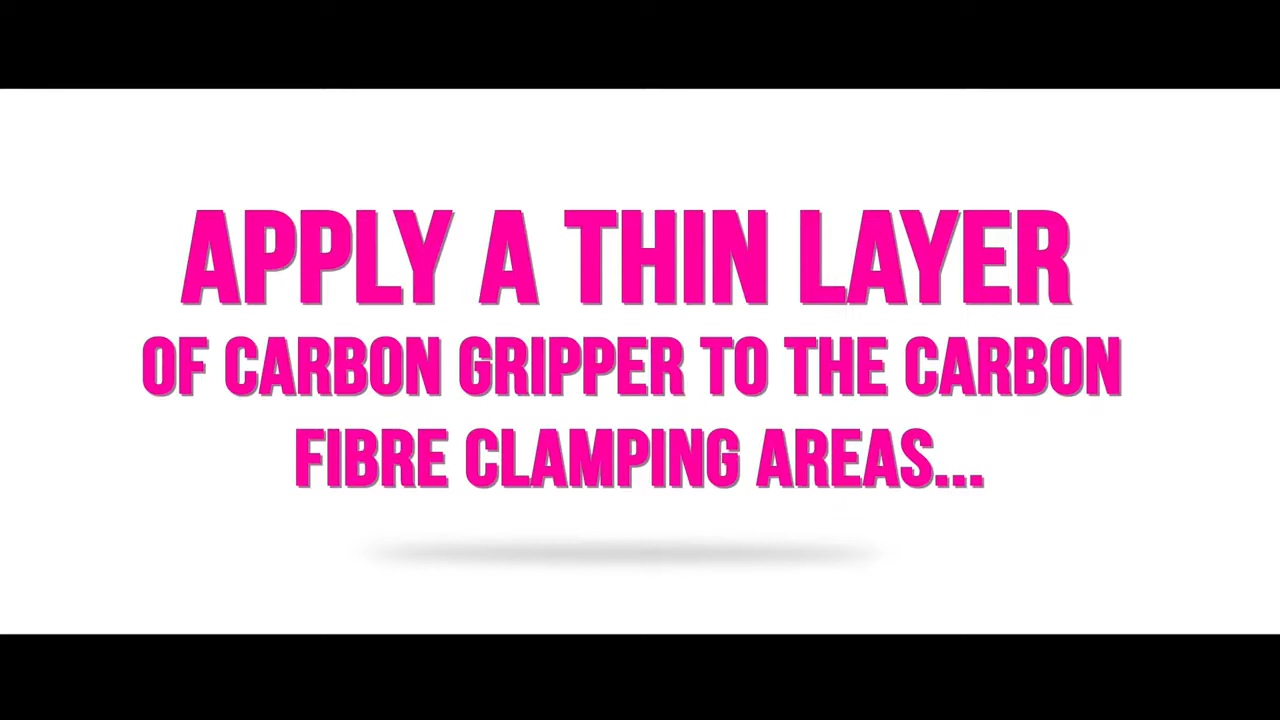 APPLY A THIN LAYER
OF CARBON GRIPPER TO THE CARBON
FIBRE CLAMPING AREAS...